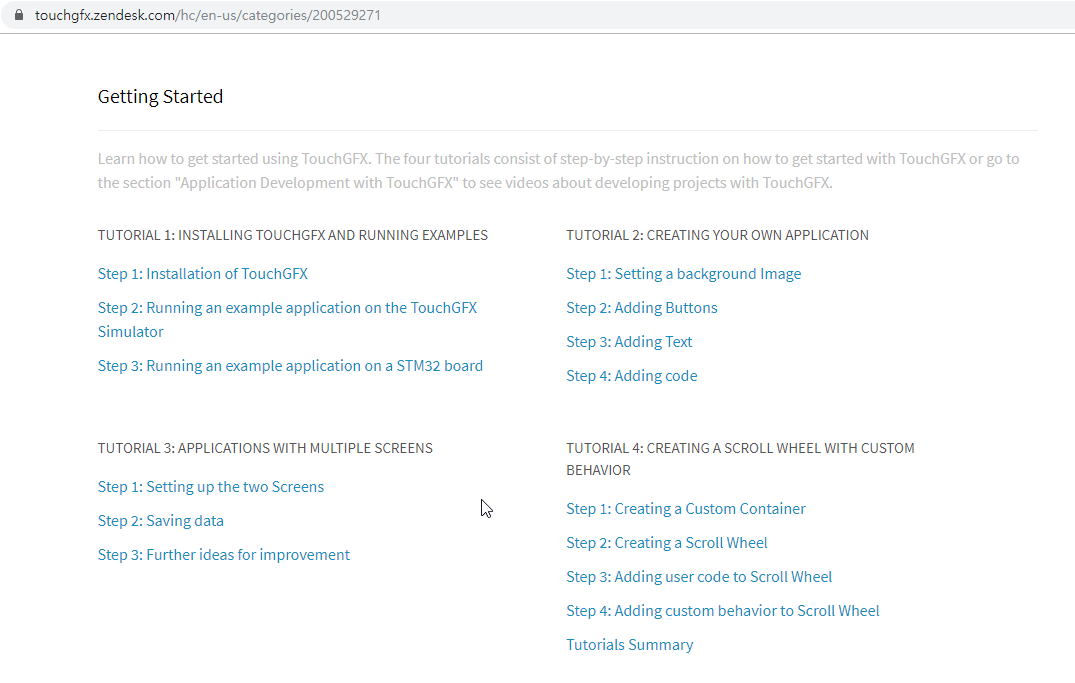 touchgfx.zendesk.com/hc/en-us/categories/200529271
Getting Started
Learn how to get started using TouchGFX. The four tutorials consist of step-by-step instruction on how to get started with TouchGFX or go to
the section "Application Development with TouchGFX" to see videos about developing projects with TouchGFX.
TUTORIAL 1: INSTALLING TOUCHGFX AND RUNNING EXAMPLES
Step 1: Installation of TouchGFX
Step 2: Running an example application on the TouchGFX
Simulator
Step 3: Running an example application on a STM32 board
TUTORIAL 2: CREATING YOUR OWN APPLICATION
Step 1: Setting a background Image
Step 2: Adding Buttons
Step 3: Adding Text
Step 4: Adding code
TUTORIAL 3: APPLICATIONS WITH MULTIPLE SCREENS
Step 1: Setting up the two Screens
Step 2: Saving data
Step 3: Further ideas for improvement
TUTORIAL 4: CREATING A SCROLL WHEEL WITH CUSTOM
BEHAVIOR
Step 1: Creating a Custom Container
Step 2: Creating a Scroll Wheel
Step 3: Adding user code to Scroll Wheel
Step 4: Adding custom behavior to Scroll Wheel
Tutorials Summary